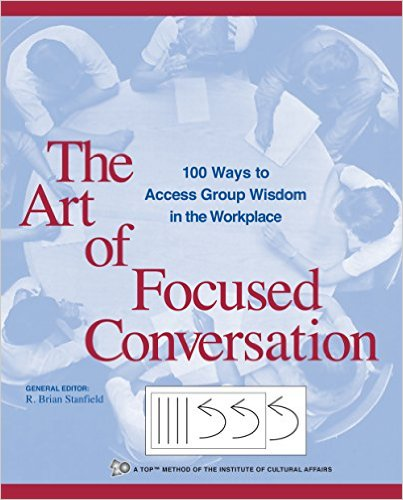 The
Art
of
Focused
Conversation
100 Ways to
Access Group Wisdom
in the Workplace
GENERAL EDITOR:
R. Brian Stanfield
A TOP™ METHOD OF THE INSTITUTE OF CULTURAL AFFAIRS